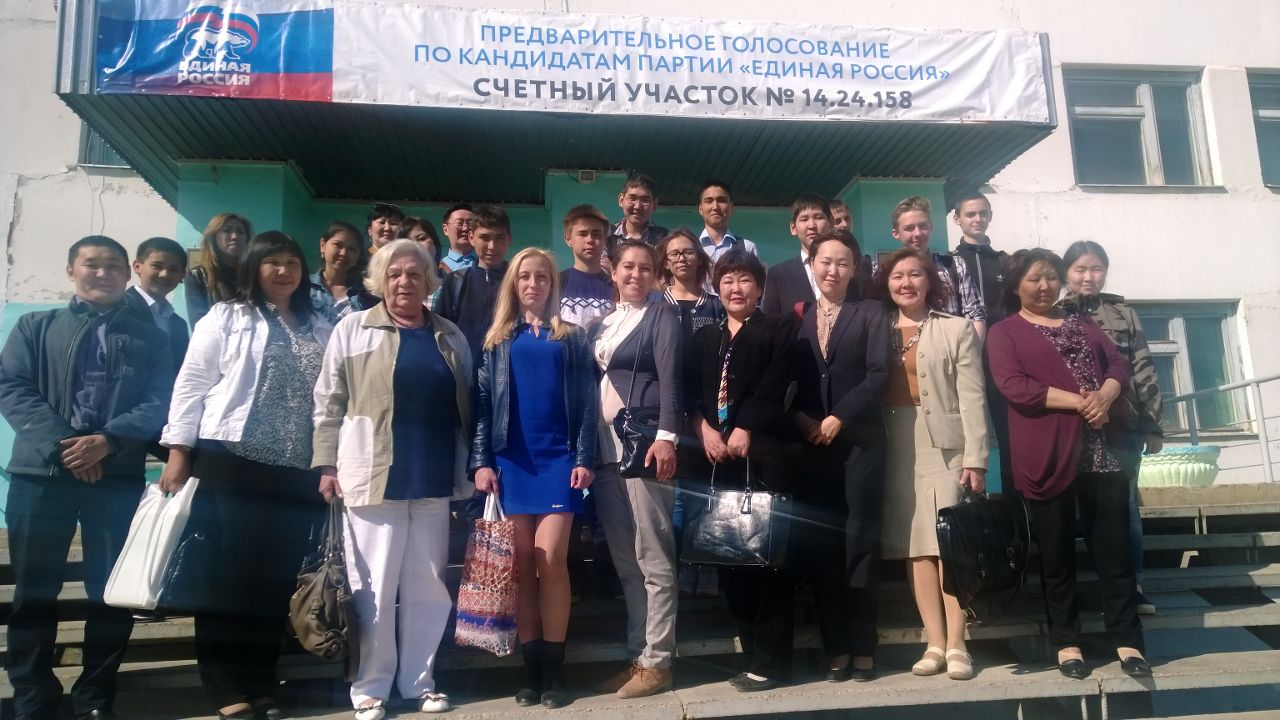 ПРЕДВАРИТЕЛЬНОЕ ГОЛОСОВАНИЕ
ПО КАНДИДАТАМ ПАРТИИ «ЕДИНАЯ РОССИЯ»
СЧЕТНЫЙ УЧАСТОК № 14.24.158
ЕДИНАЯ
РОССИЯ